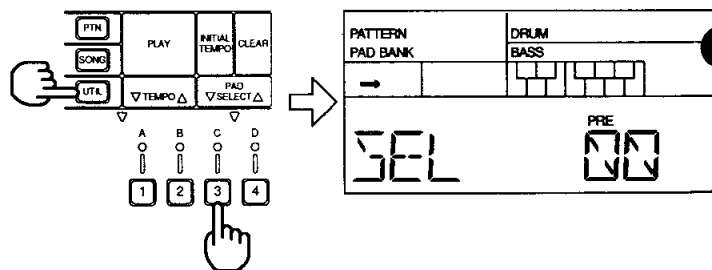 PTN
SONG
UTIL
PLAY
INITIAL
TEMPO
CLEAR
▽ TEMPO △
PAD
▽ SELECT △
A B C D
1 2 3 4
PATTERN
PAD BANK
DRUM
BASS
PRE
SEL 00